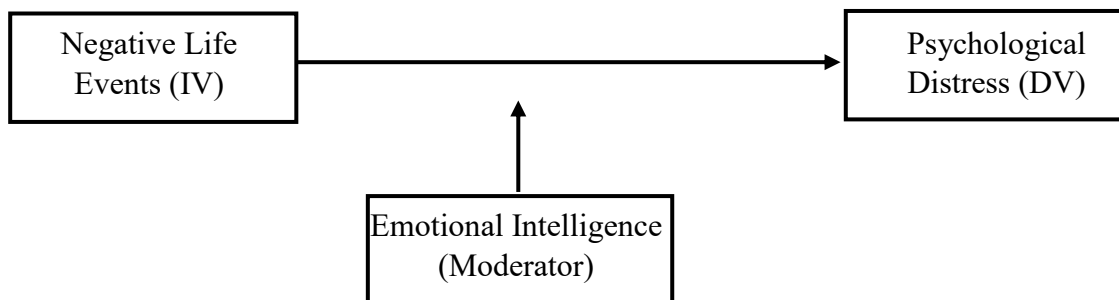 Negative Life
Events (IV)
Psychological
Distress (DV)
Emotional Intelligence
(Moderator)